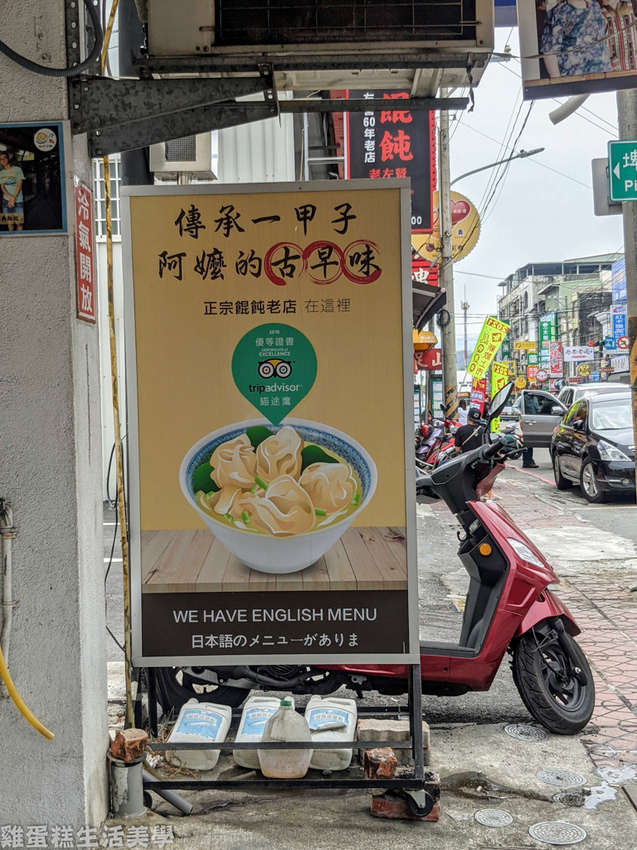 傳承一甲子
阿嬤的古早味
正宗餛飩老店 在這裡
2018
優等證書
CERTIFICATE of
EXCELLENCE
tripadvisor
貓途鷹
WE HAVE ENGLISH MENU
日本語のメニューがありま
冷氣開放
60年老店
餛飩
埤
Pi
雞蛋糕生活美學